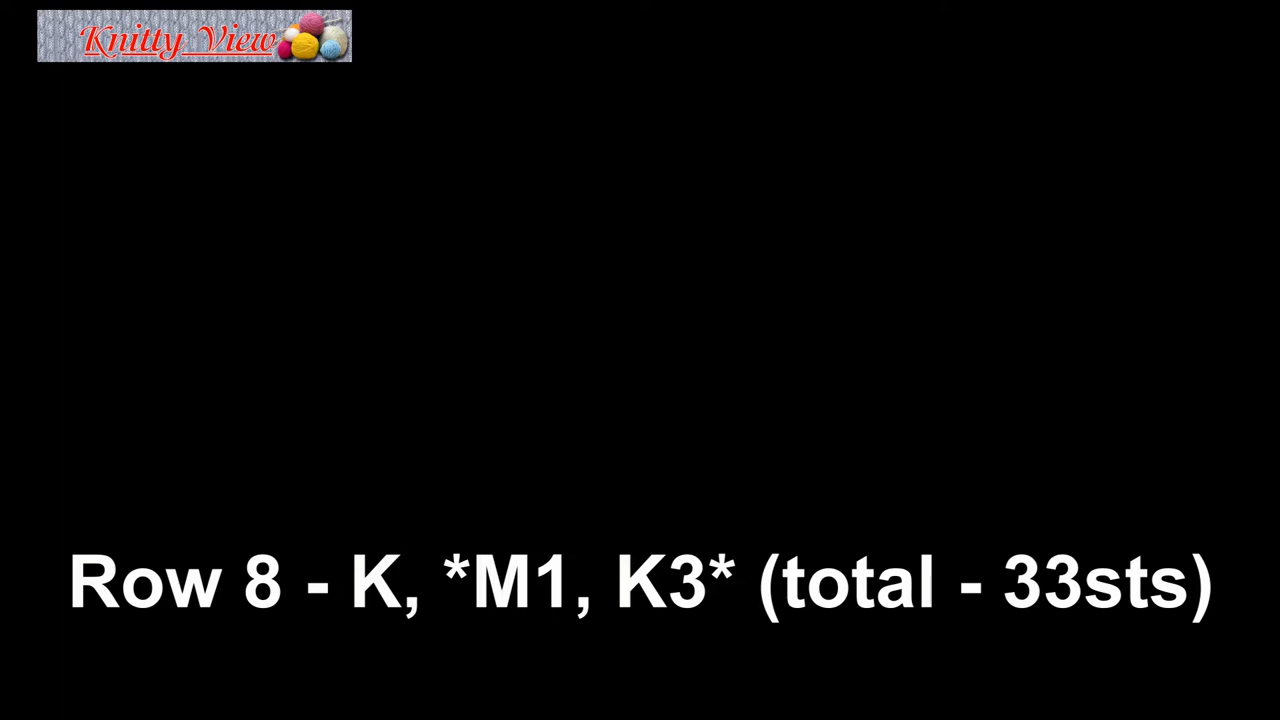 Knitty View
Row 8 - K, *M1, K3* (total - 33sts)